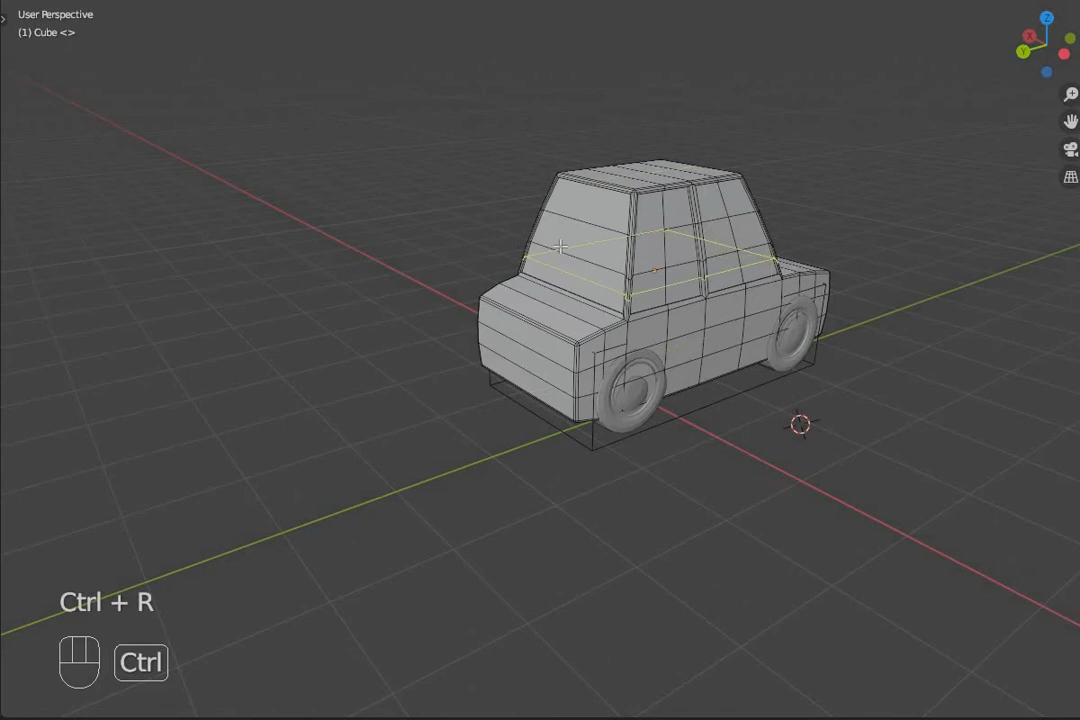 User Perspective
(1) Cube <>
Z
X
Y
Ctrl + R
Ctrl